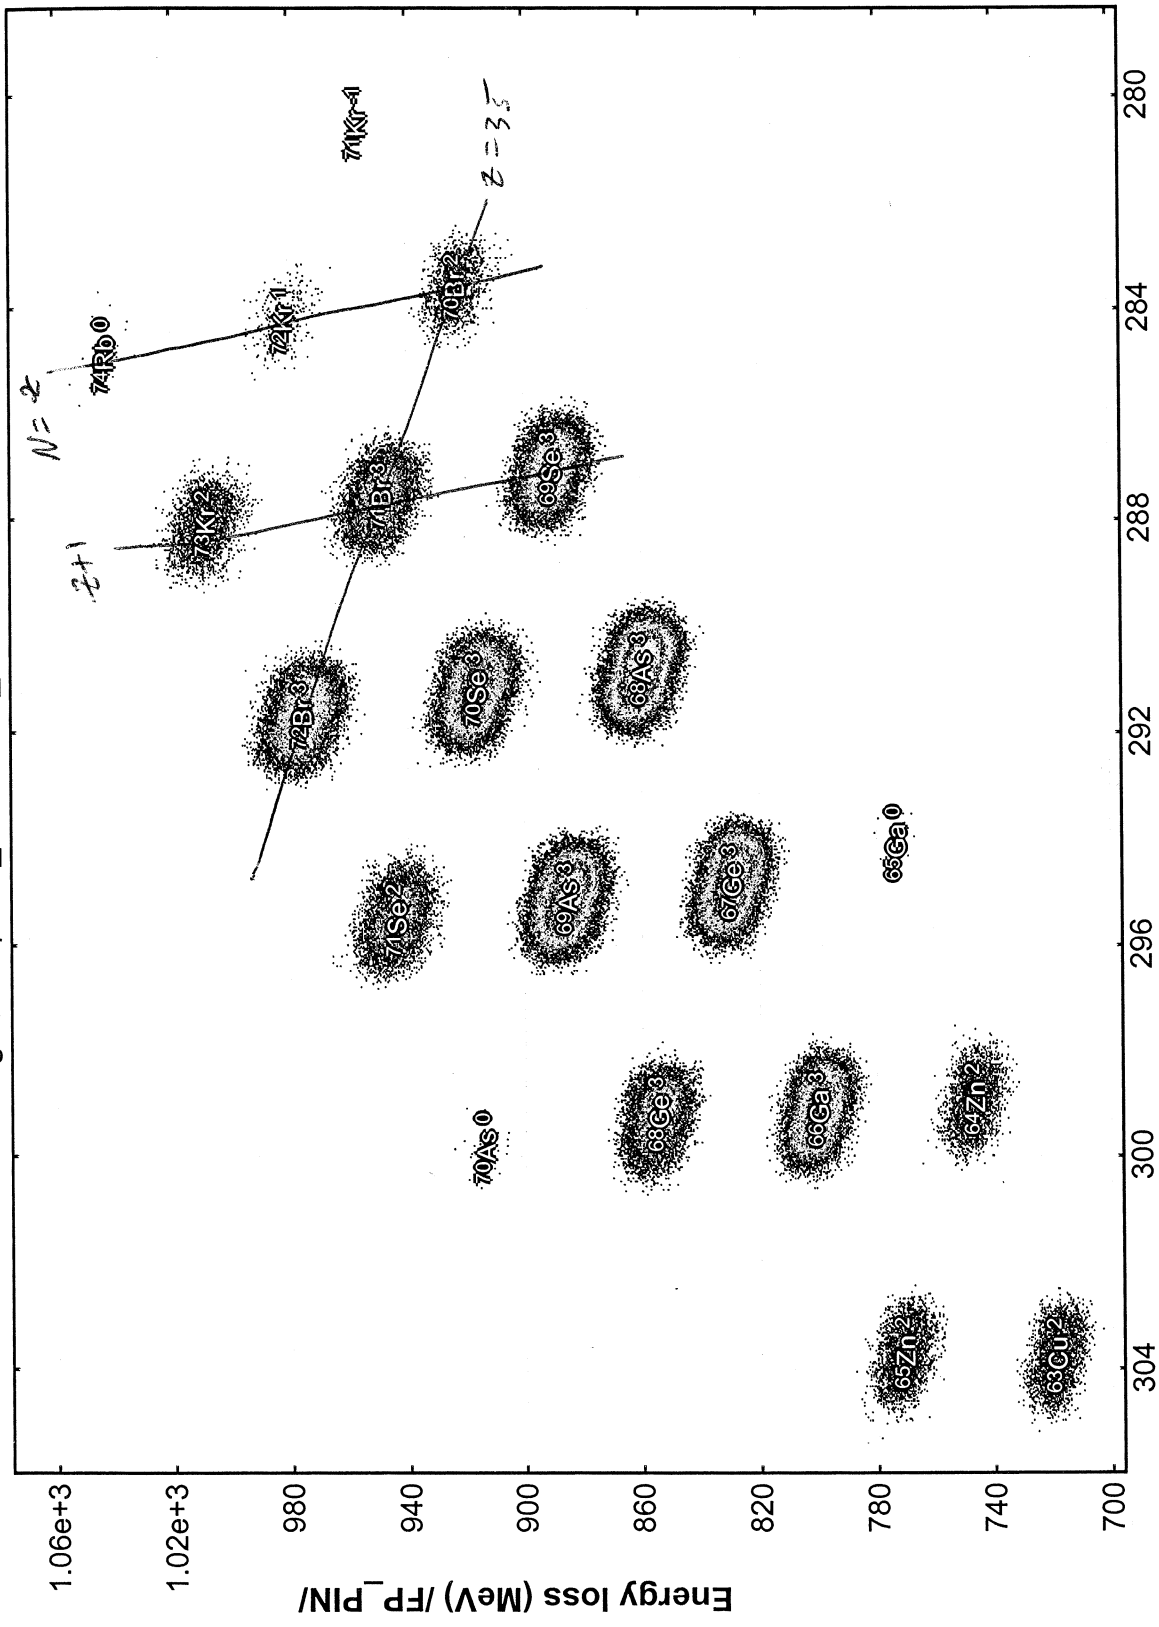 N=Z
Z+1
Z=35
74Rb 0
72Kr 1
71Kr -1
73Kr 2
70Br 2
71Br 3
72Br 3
69Se 3
70Se 3
71Se 2
68As 3
69As 3
70As 0
67Ge 3
68Ge 3
65Ga 0
66Ga 3
64Zn 2
65Zn 2
63Cu 2
280
284
288
292
296
300
304
1.06e+3
1.02e+3
980
940
900
860
820
780
740
700
Energy loss (MeV) /FP_PIN/